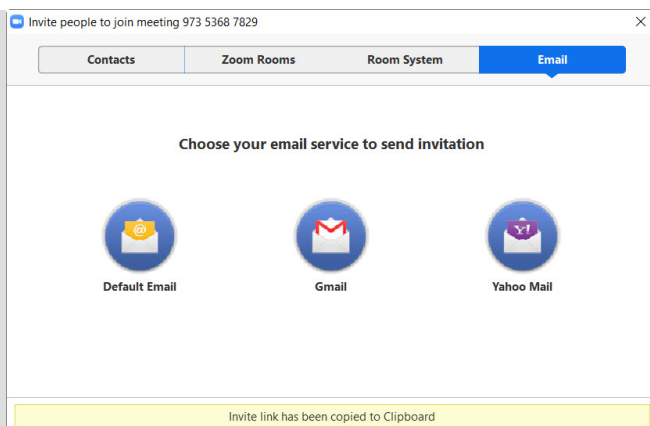 Invite people to join meeting 973 5368 7829
Contacts Zoom Rooms Room System Email
Choose your email service to send invitation
@ Y!
Default Email Gmail Yahoo Mail
Invite link has been copied to Clipboard